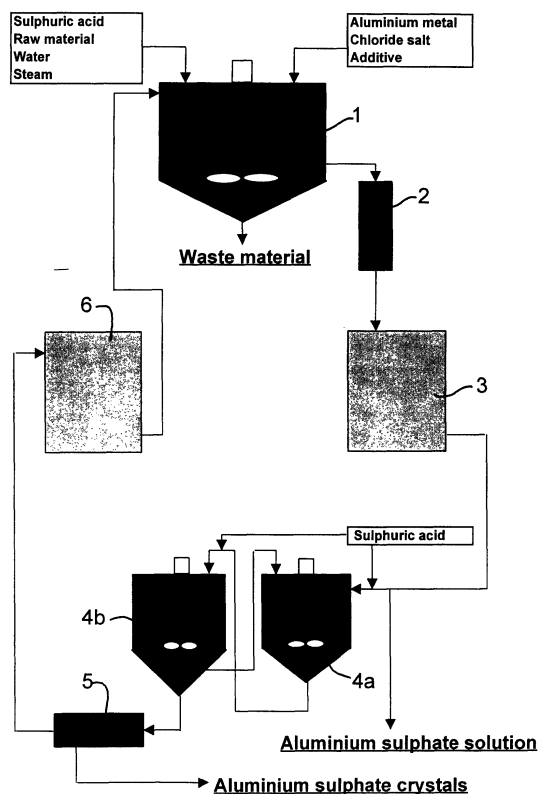 Sulphuric acid
Raw material
Water
Steam
Aluminium metal
Chloride salt
Additive
1
2
Waste material
6
3
Sulphuric acid
4b
4a
5
Aluminium sulphate solution
Aluminium sulphate crystals